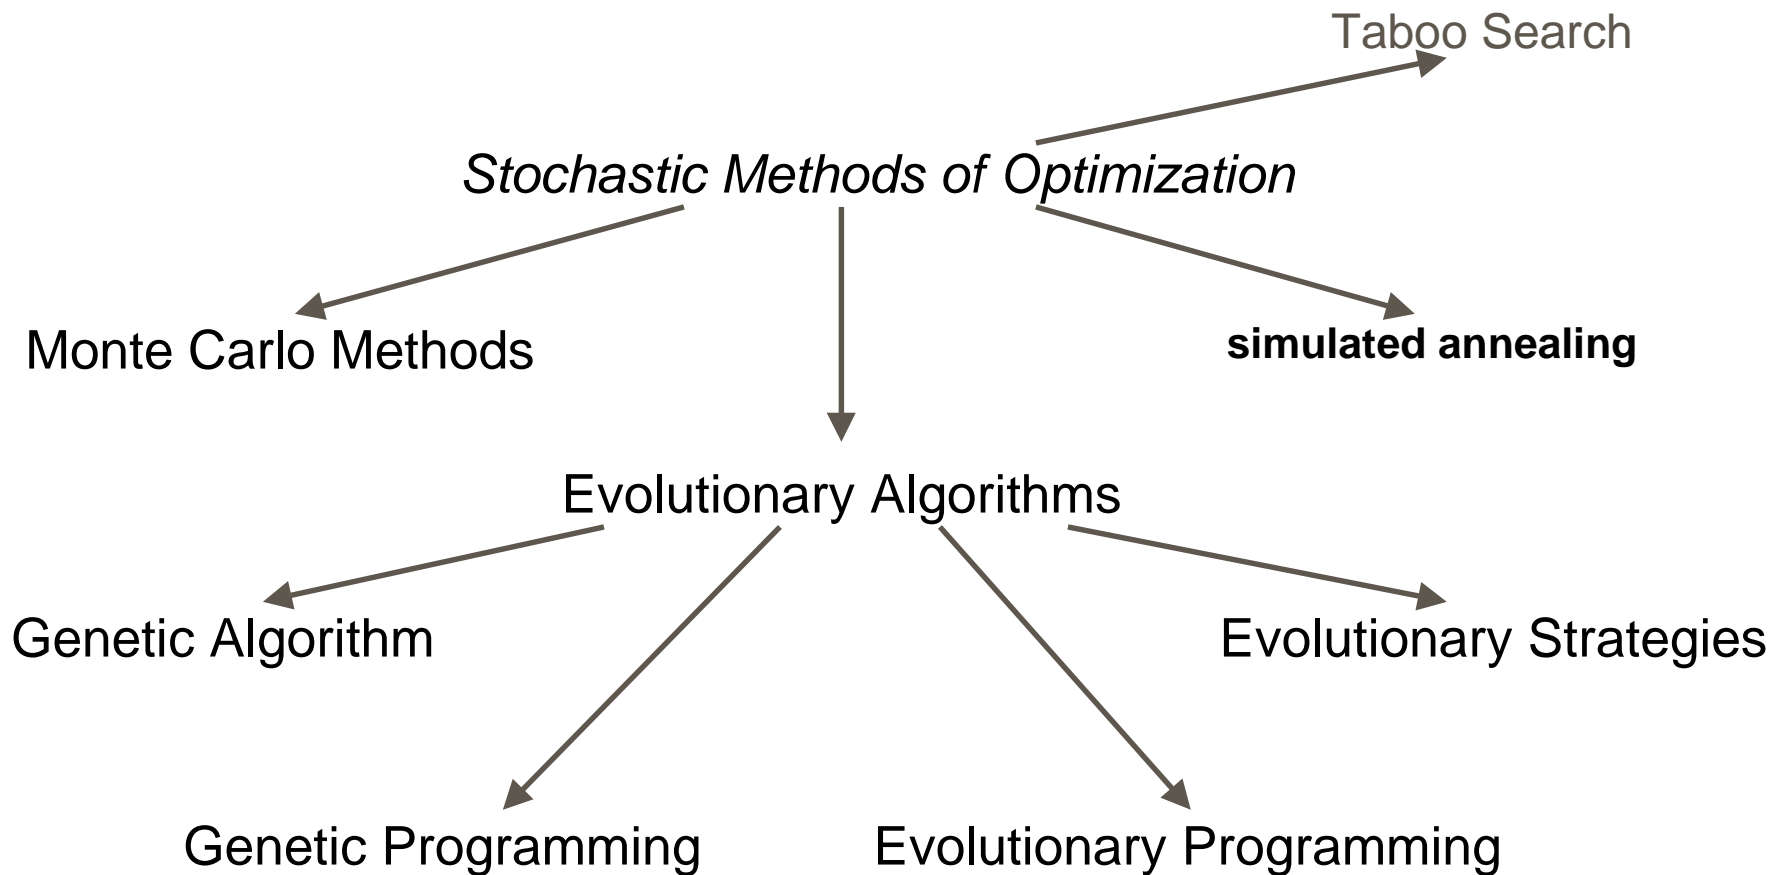 Taboo Search
Stochastic Methods of Optimization
Monte Carlo Methods
simulated annealing
Evolutionary Algorithms
Genetic Algorithm
Evolutionary Strategies
Genetic Programming
Evolutionary Programming